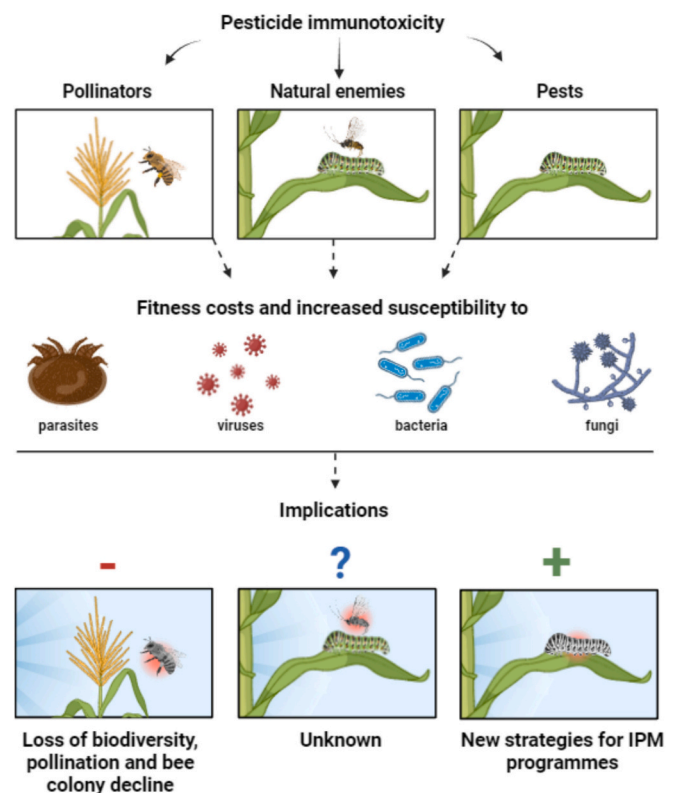 Pesticide immunotoxicity
Pollinators
Natural enemies
Pests
Fitness costs and increased susceptibility to
parasites
viruses
bacteria
fungi
Implications
-
?
+
Loss of biodiversity,
pollination and bee
colony decline
Unknown
New strategies for IPM
programmes